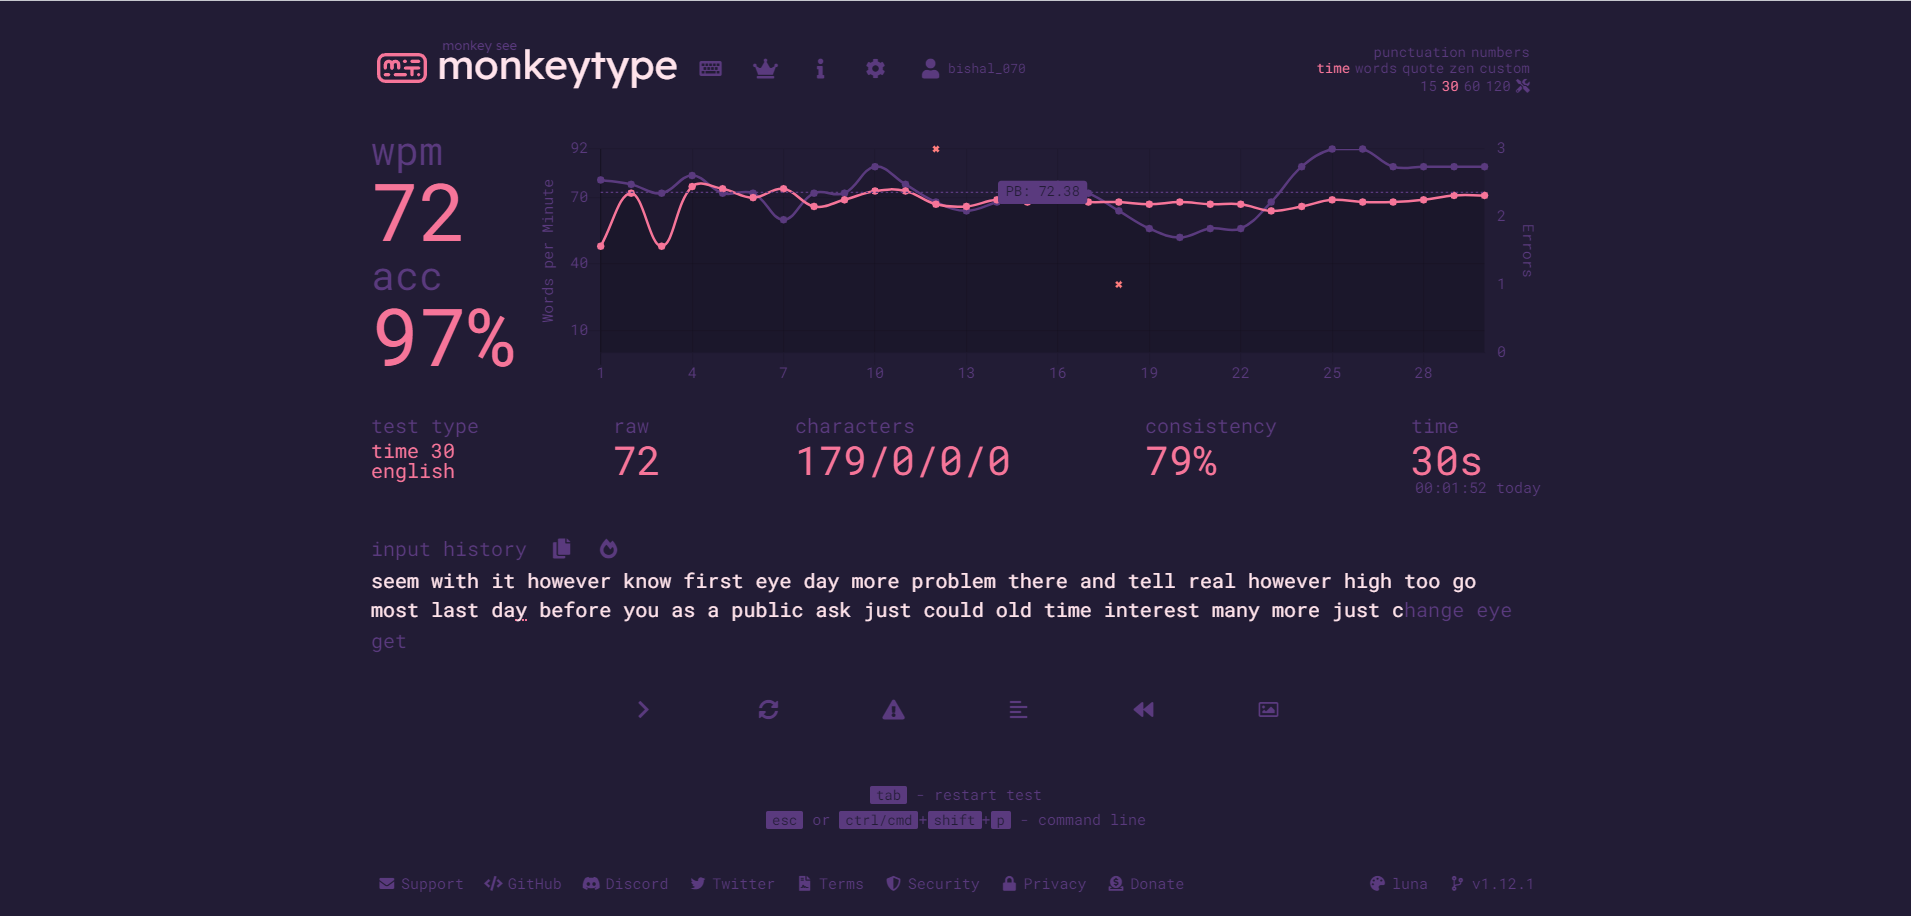 monkey see
monkeytype
bishal_070
punctuation numbers
time words quote zen custom
15 30 60 120
wpm
72
acc
97%
Words per Minute
92
70
40
10
PB: 72.38
3
2
1
0
Errors
1 4 7 10 13 16 19 22 25 28
test type
time 30
english
raw
72
characters
179/0/0/0
consistency
79%
time
30s
00:01:52 today
input history
seem with it however know first eye day more problem there and tell real however high too go
most last day before you as a public ask just could old time interest many more just change eye
get
tab - restart test
esc or ctrl/cmd+shift+p - command line
Support GitHub Discord Twitter Terms Security Privacy Donate luna v1.12.1